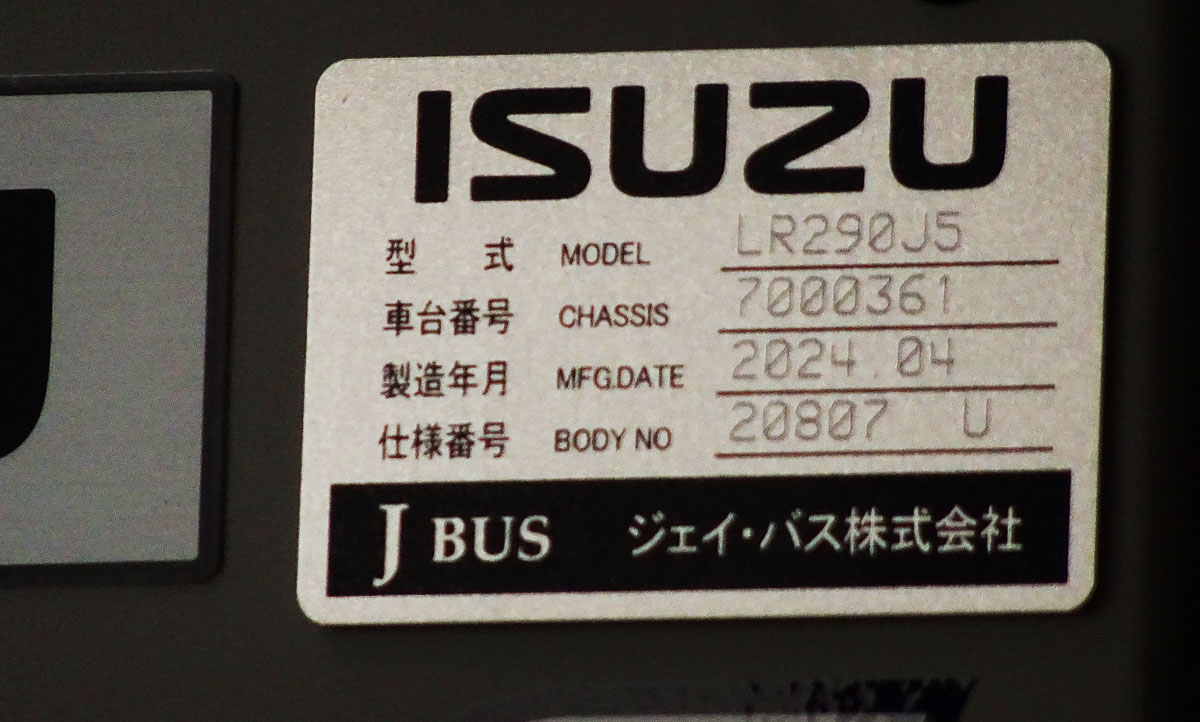 ISUZU
型 式 MODEL LR290J5
車台番号 CHASSIS 7000361
製造年月 MFG.DATE 2024.04
仕様番号 BODY NO 20807 U
J BUS ジェイ・バス株式会社